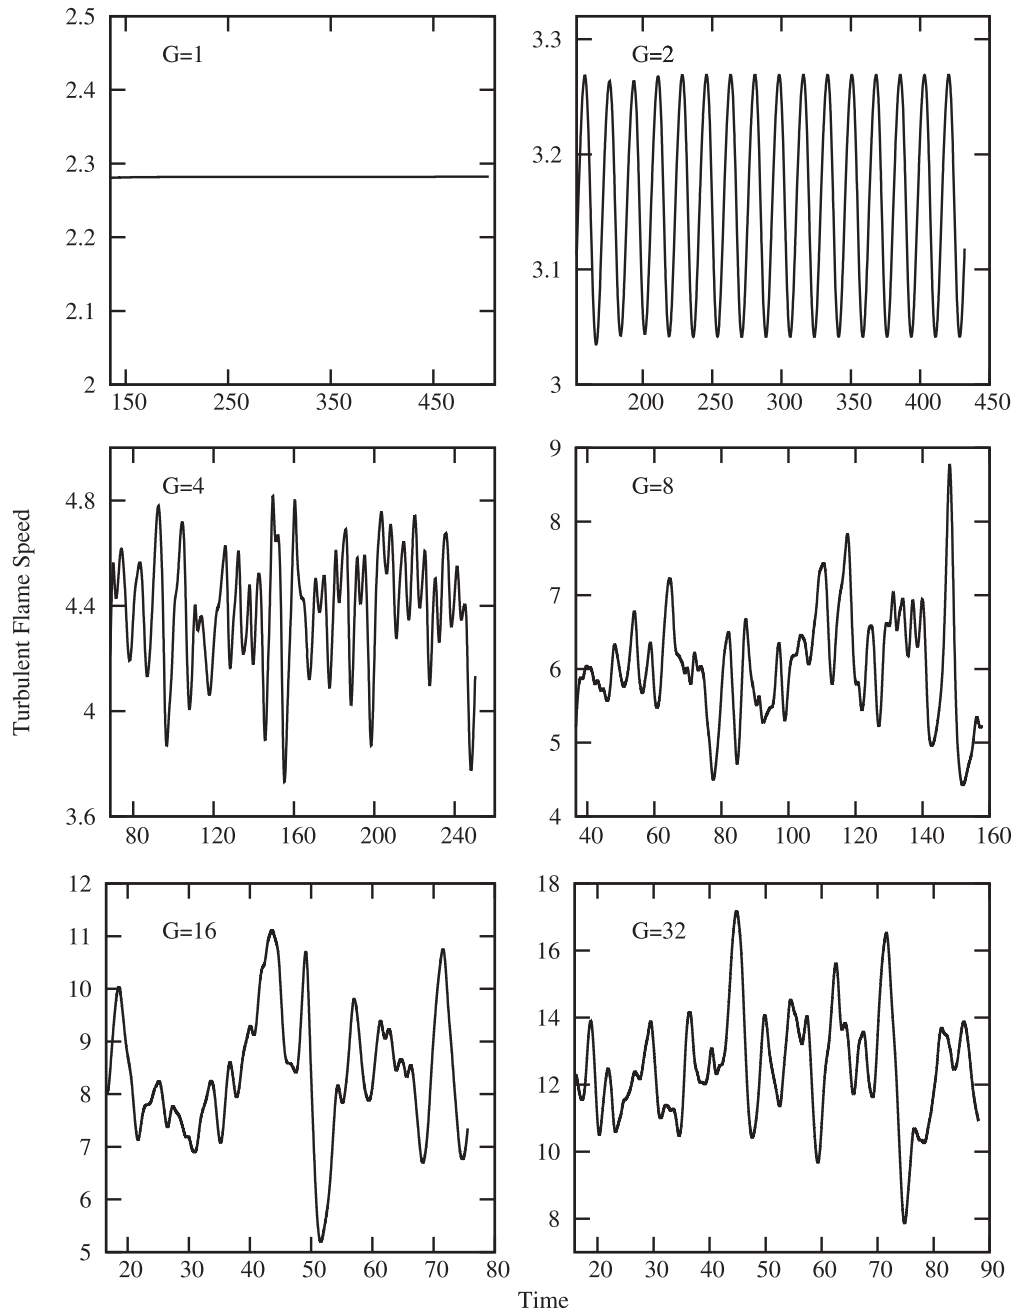 2.5
2.4
2.3
2.2
2.1
2
G=1
150 250 350 450
3.3
3.2
3.1
3
G=2
200 250 300 350 400 450
Turbulent Flame Speed
4.8
4.4
4
3.6
G=4
80 120 160 200 240
9
8
7
6
5
4
G=8
40 60 80 100 120 140 160
12
11
10
9
8
7
6
5
G=16
20 30 40 50 60 70 80
18
16
14
12
10
8
G=32
20 30 40 50 60 70 80 90
Time